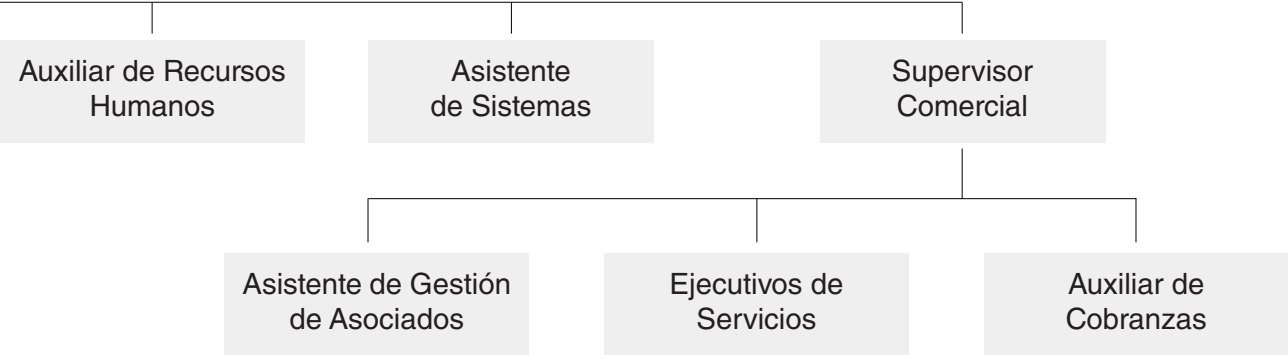 Auxiliar de Recursos
Humanos
Asistente
de Sistemas
Supervisor
Comercial
Asistente de Gestión
de Asociados
Ejecutivos de
Servicios
Auxiliar de
Cobranzas